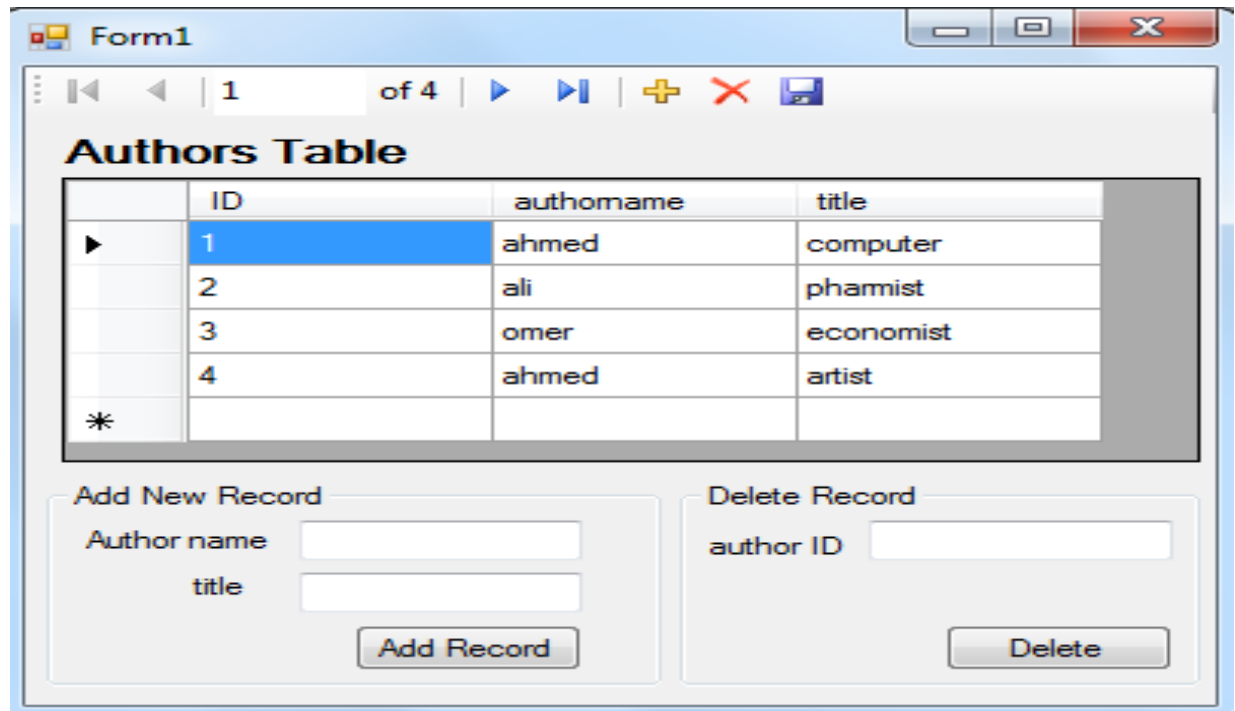 Form1
1 of 4
Authors Table
ID authorname title
1 ahmed computer
2 ali pharmist
3 omer economist
4 ahmed artist
Add New Record
Author name
title
Add Record
Delete Record
author ID
Delete